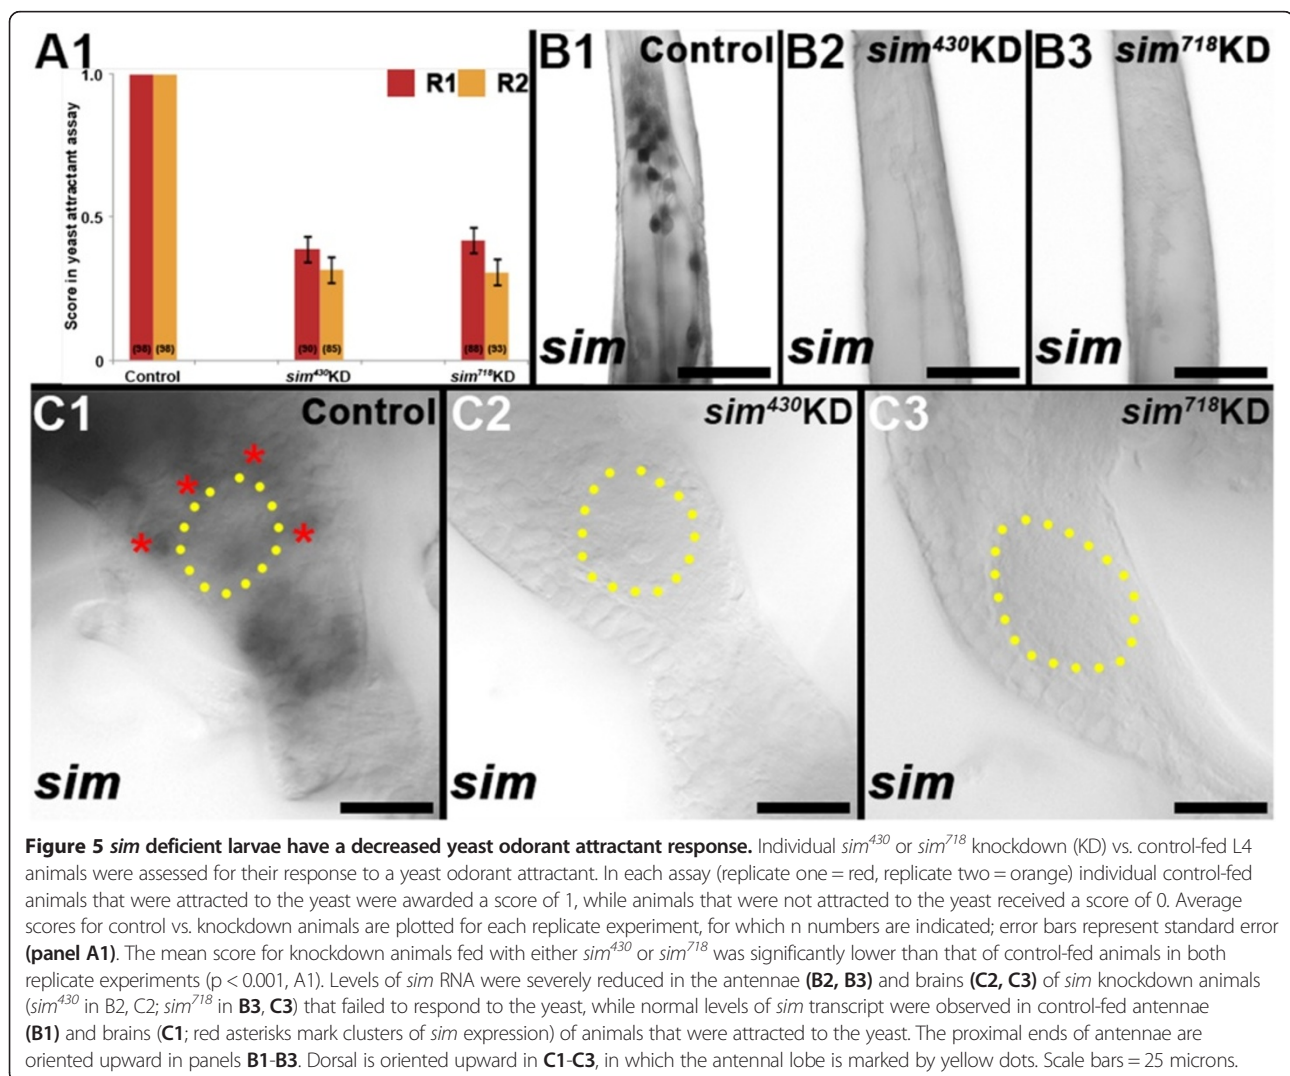 A1
R1 R2
Score in yeast attractant assay
1.0
0.5
0
(98) (98) (90) (85) (88) (93)
Control sim⁴³⁰KD sim⁷¹⁸KD
B1 Control
sim
B2 sim⁴³⁰KD
sim
B3 sim⁷¹⁸KD
sim
C1 Control
* * * *
sim
C2 sim⁴³⁰KD
sim
C3 sim⁷¹⁸KD
sim
Figure 5 sim deficient larvae have a decreased yeast odorant attractant response. Individual sim⁴³⁰ or sim⁷¹⁸ knockdown (KD) vs. control-fed L4
animals were assessed for their response to a yeast odorant attractant. In each assay (replicate one = red, replicate two = orange) individual control-fed
animals that were attracted to the yeast were awarded a score of 1, while animals that were not attracted to the yeast received a score of 0. Average
scores for control vs. knockdown animals are plotted for each replicate experiment, for which n numbers are indicated; error bars represent standard error
(panel A1). The mean score for knockdown animals fed with either sim⁴³⁰ or sim⁷¹⁸ was significantly lower than that of control-fed animals in both
replicate experiments (p < 0.001, A1). Levels of sim RNA were severely reduced in the antennae (B2, B3) and brains (C2, C3) of sim knockdown animals
(sim⁴³⁰ in B2, C2; sim⁷¹⁸ in B3, C3) that failed to respond to the yeast, while normal levels of sim transcript were observed in control-fed antennae
(B1) and brains (C1; red asterisks mark clusters of sim expression) of animals that were attracted to the yeast. The proximal ends of antennae are
oriented upward in panels B1-B3. Dorsal is oriented upward in C1-C3, in which the antennal lobe is marked by yellow dots. Scale bars = 25 microns.